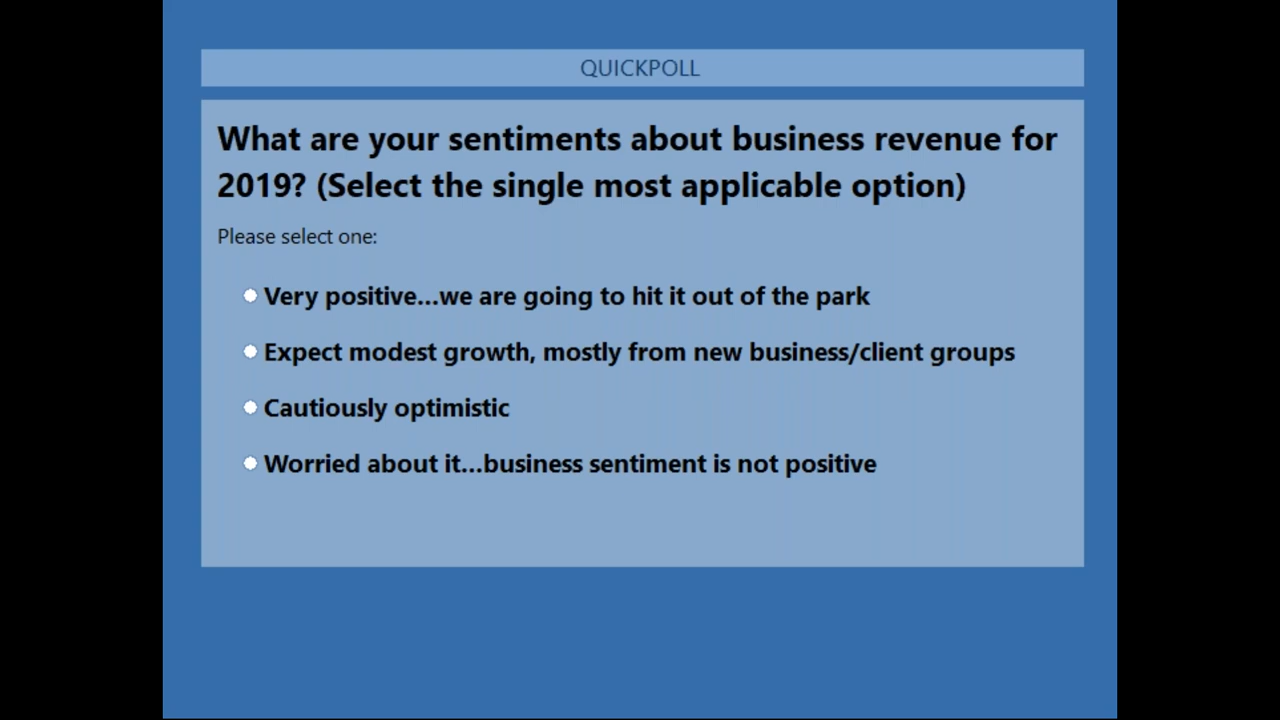 QUICKPOLL
What are your sentiments about business revenue for
2019? (Select the single most applicable option)
Please select one:
Very positive...we are going to hit it out of the park
Expect modest growth, mostly from new business/client groups
Cautiously optimistic
Worried about it...business sentiment is not positive